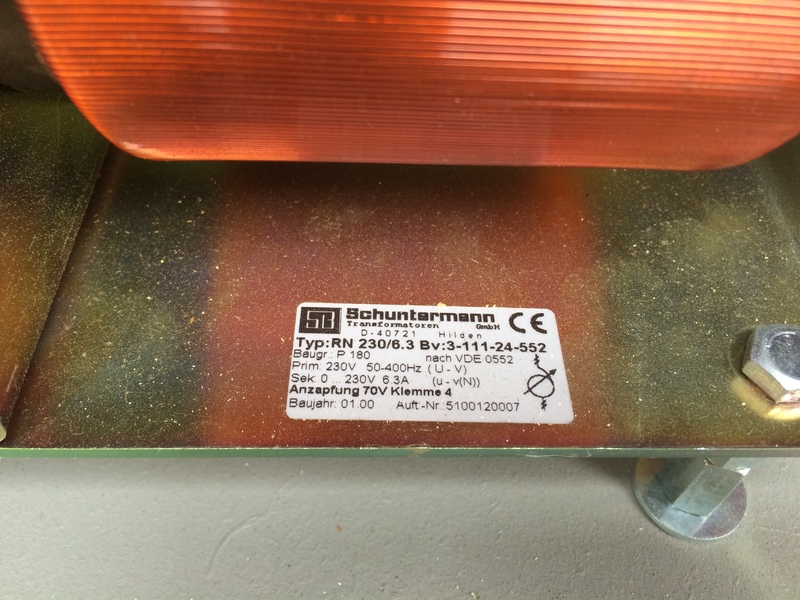 Schuntermann
Transformatoren GmbH CE
D-40721 Hilden
Typ:RN 230/6.3 Bv:3-111-24-552
Baugr.: P 180 nach VDE 0552
Prim: 230V 50-400Hz (U - V)
Sek: 0 ... 230V 6.3A (u - v(N))
Anzapfung 70V Klemme 4
Baujahr: 01.00 Auft-Nr.:5100120007